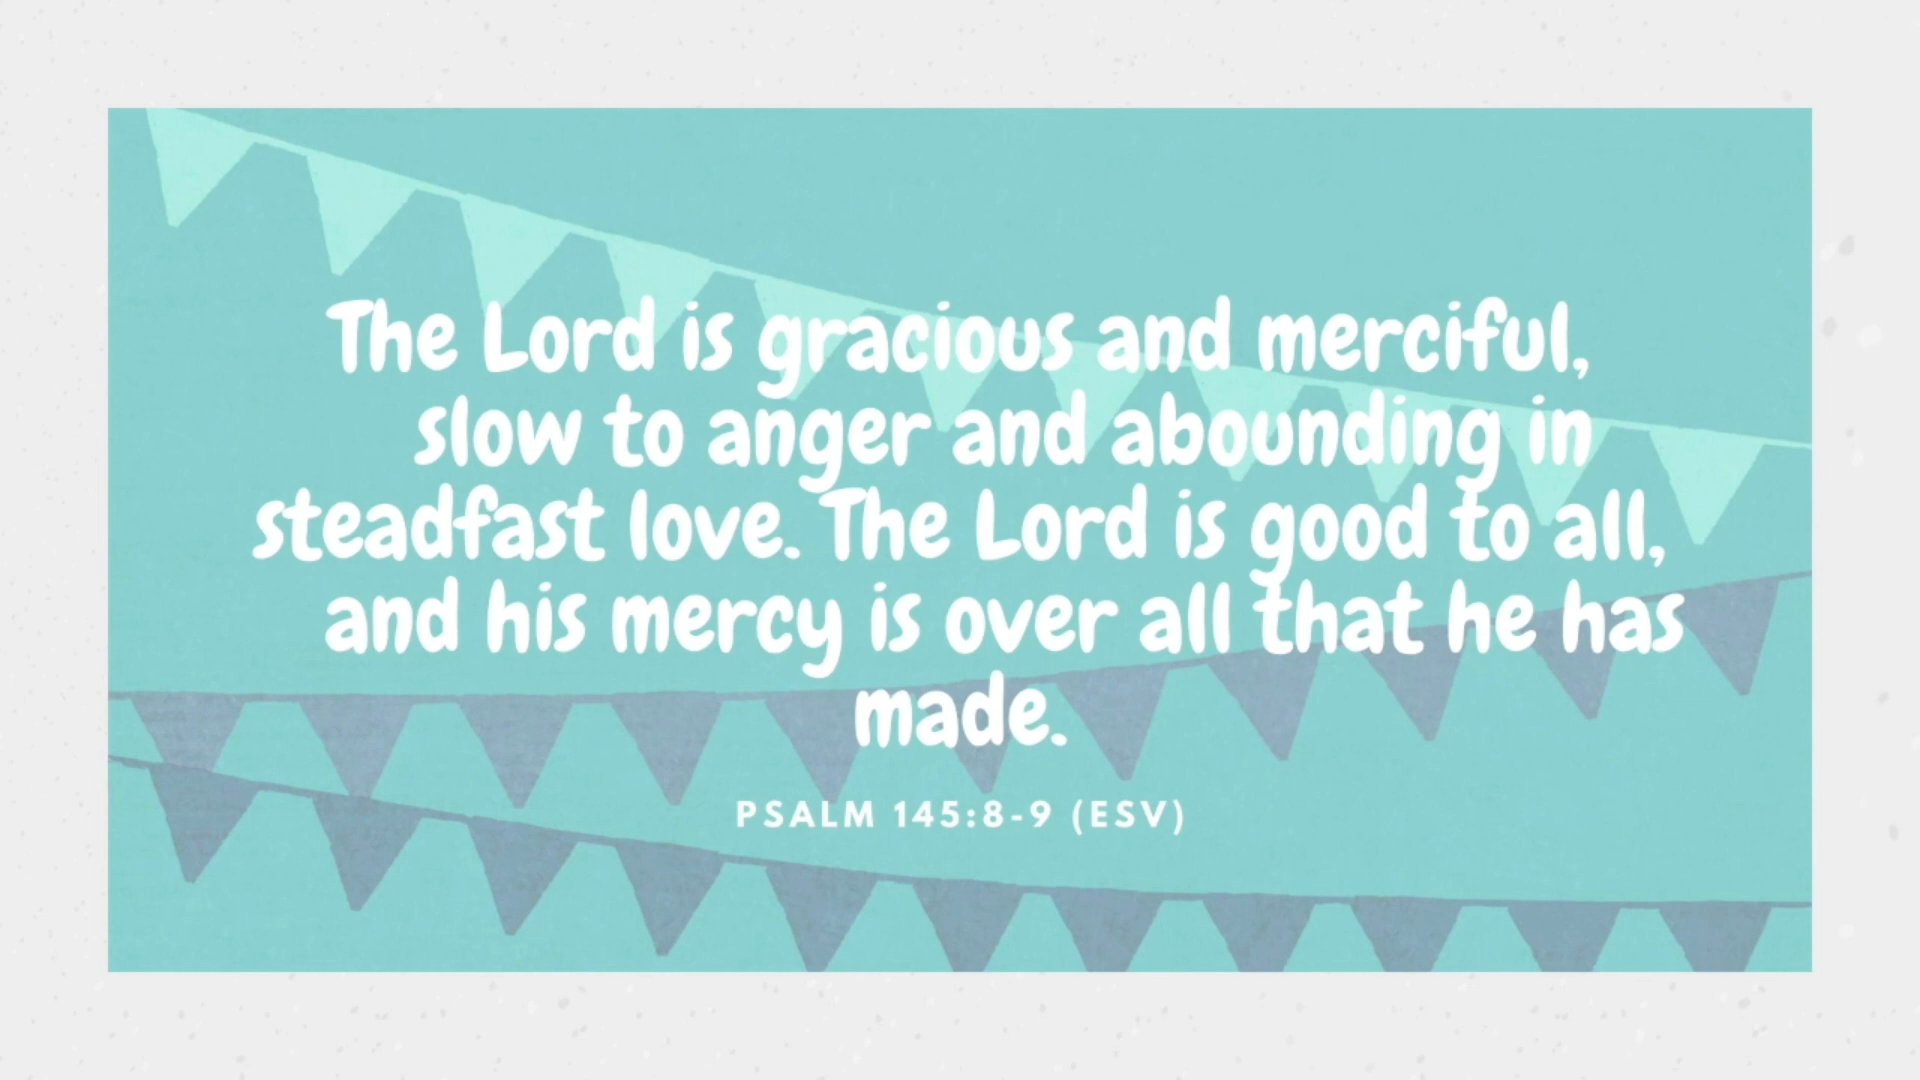 The Lord is gracious and merciful,
slow to anger and abounding in
steadfast love. The Lord is good to all,
and his mercy is over all that he has
made.
PSALM 145:8-9 (ESV)